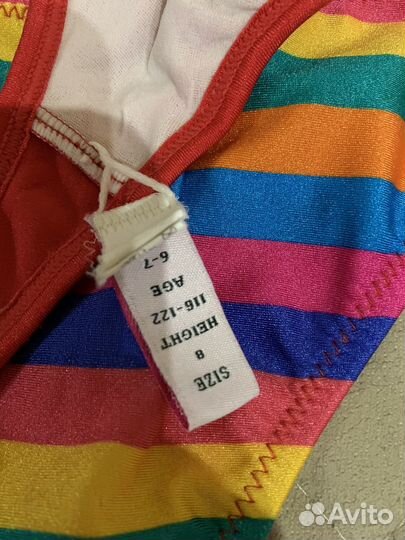 SIZE
8
HEIGHT
116-122
AGE
6-7
Avito